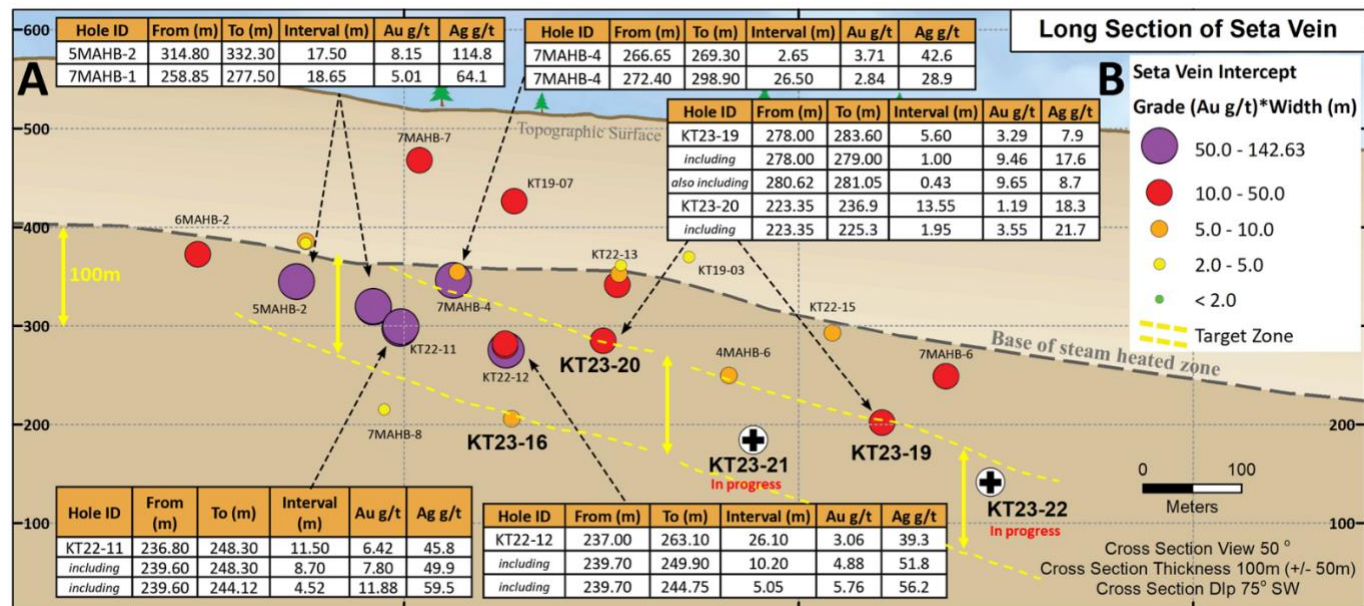 600
Long Section of Seta Vein
A
B
Hole ID From (m) To (m) Interval (m) Au g/t Ag g/t
5MAHB-2 314.80 332.30 17.50 8.15 114.8
7MAHB-1 258.85 277.50 18.65 5.01 64.1
Hole ID From (m) To (m) Interval (m) Au g/t Ag g/t
7MAHB-4 266.65 269.30 2.65 3.71 42.6
7MAHB-4 272.40 298.90 26.50 2.84 28.9
Hole ID From (m) To (m) Interval (m) Au g/t Ag g/t
KT23-19 278.00 283.60 5.60 3.29 7.9
including 278.00 279.00 1.00 9.46 17.6
also including 280.62 281.05 0.43 9.65 8.7
KT23-20 223.35 236.9 13.55 1.19 18.3
including 223.35 225.3 1.95 3.55 21.7
Seta Vein Intercept
Grade (Au g/t)*Width (m)
50.0 - 142.63
10.0 - 50.0
5.0 - 10.0
2.0 - 5.0
< 2.0
Target Zone
500
Topographic Surface
7MAHB-7
KT19-07
400
6MAHB-2
KT22-13
KT19-03
100m
5MAHB-2
7MAHB-4
KT22-15
300
KT22-11
KT22-12
KT23-20
4MAHB-6
7MAHB-6
Base of steam heated zone
200
7MAHB-8
KT23-16
KT23-21
In progress
KT23-19
200
KT23-22
In progress
0 100
Meters
100
100
Hole ID From (m) To (m) Interval (m) Au g/t Ag g/t
KT22-11 236.80 248.30 11.50 6.42 45.8
including 239.60 248.30 8.70 7.80 49.9
including 239.60 244.12 4.52 11.88 59.5
Hole ID From (m) To (m) Interval (m) Au g/t Ag g/t
KT22-12 237.00 263.10 26.10 3.06 39.3
including 239.70 249.90 10.20 4.88 51.8
including 239.70 244.75 5.05 5.76 56.2
Cross Section View 50 °
Cross Section Thickness 100m (+/- 50m)
Cross Section DIp 75° SW